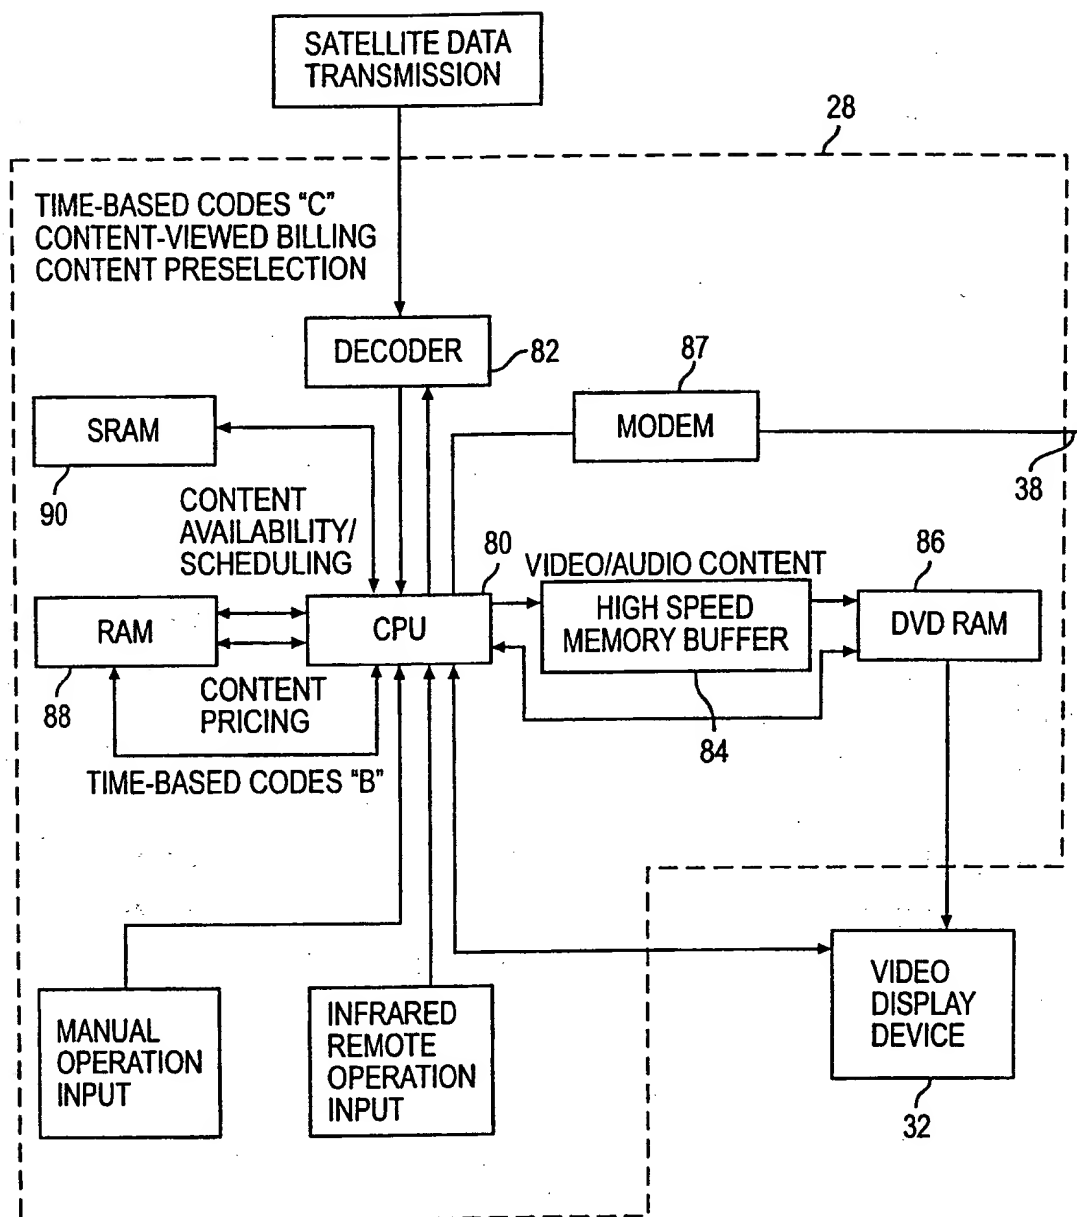 SATELLITE DATA
TRANSMISSION
28
TIME-BASED CODES "C"
CONTENT-VIEWED BILLING
CONTENT PRESELECTION
DECODER
82
87
MODEM
38
SRAM
90
CONTENT
AVAILABILITY/
SCHEDULING
80
VIDEO/AUDIO CONTENT
86
RAM
CPU
HIGH SPEED
MEMORY BUFFER
DVD RAM
88
CONTENT
PRICING
84
TIME-BASED CODES "B"
MANUAL
OPERATION
INPUT
INFRARED
REMOTE
OPERATION
INPUT
VIDEO
DISPLAY
DEVICE
32